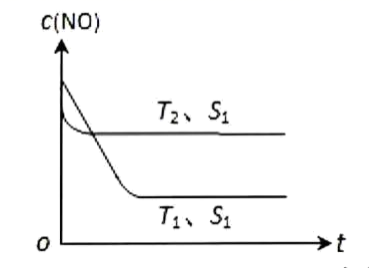 c(NO)
T₂、S₁
T₁、S₁
o
t